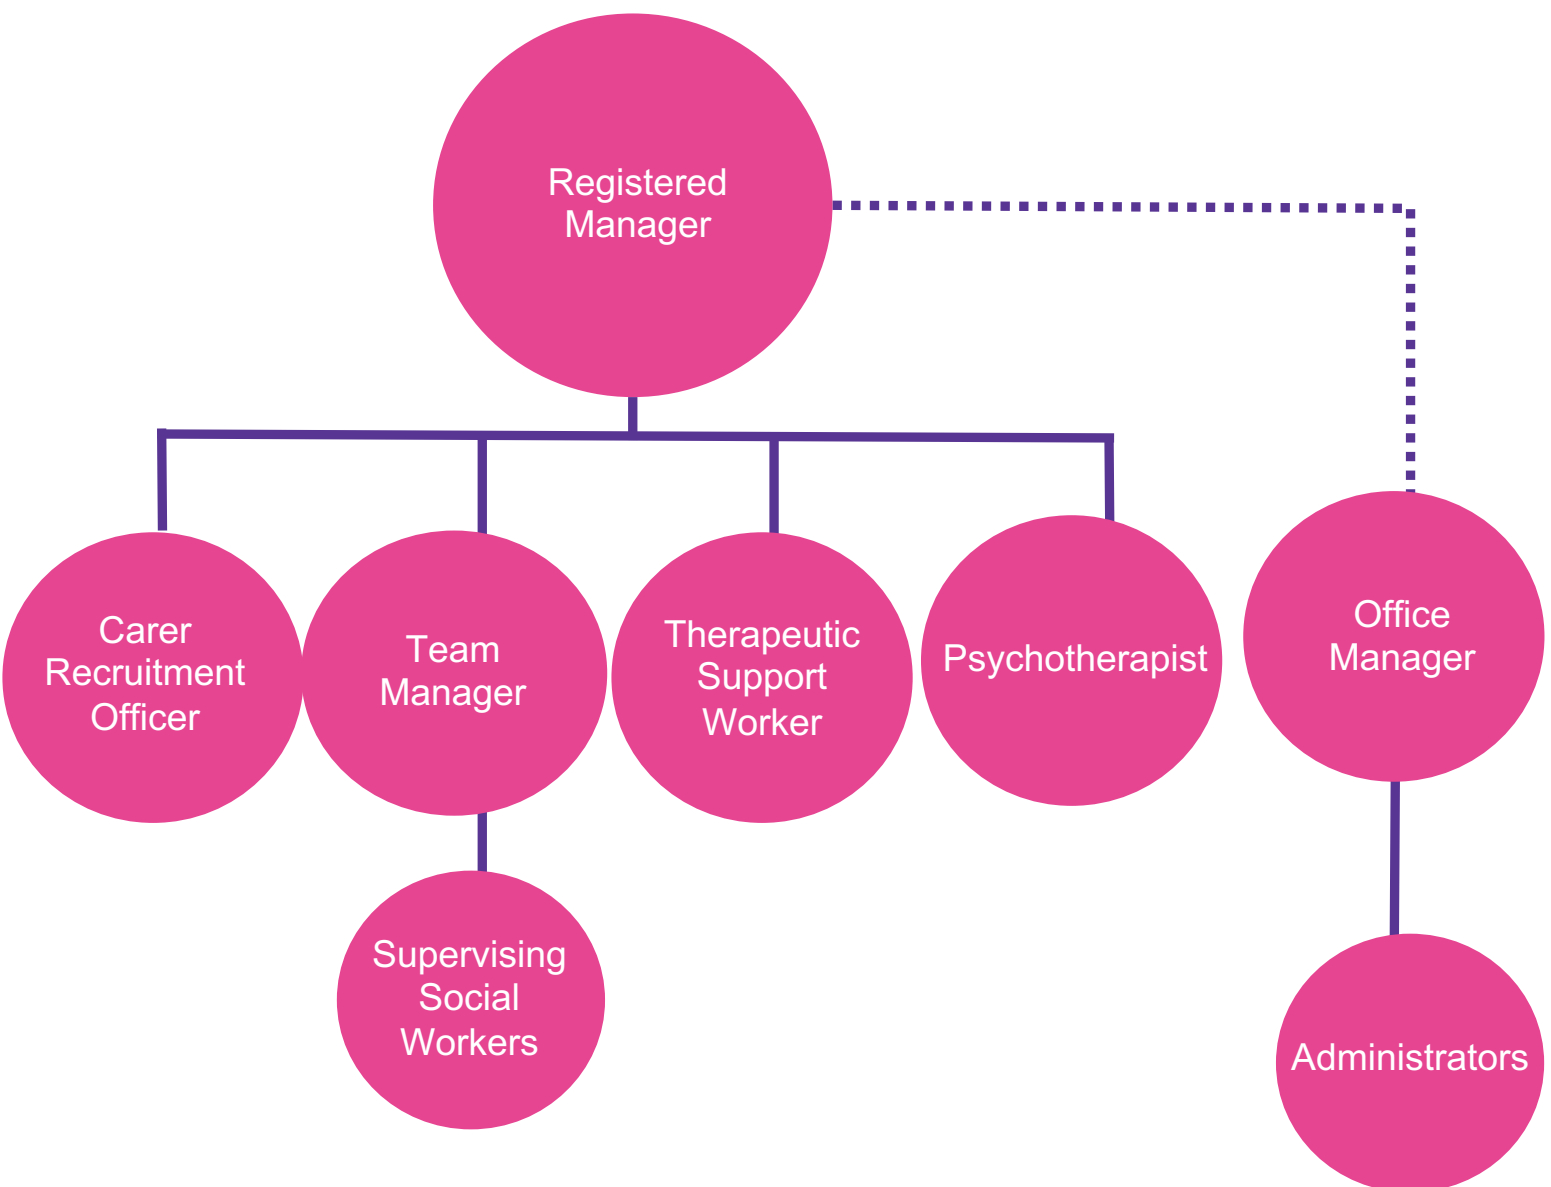 Registered
Manager
Carer
Recruitment
Officer
Team
Manager
Therapeutic
Support
Worker
Psychotherapist
Office
Manager
Supervising
Social
Workers
Administrators